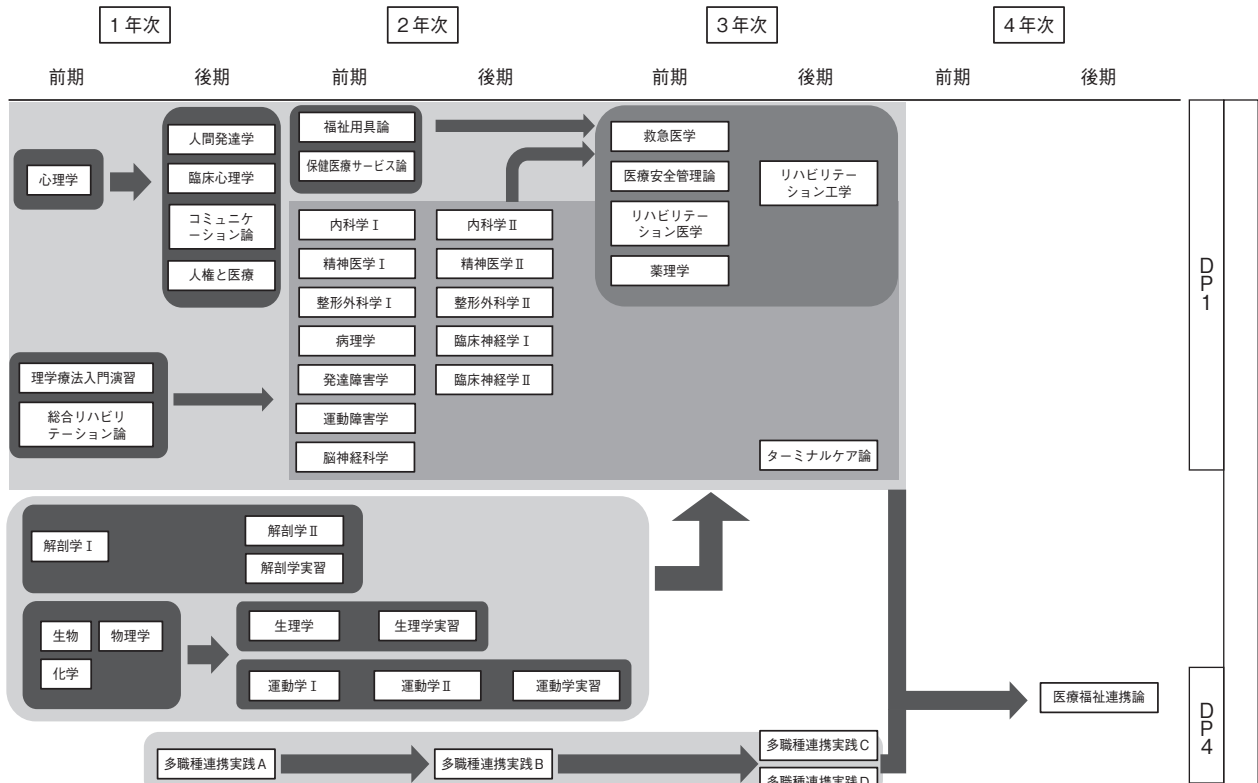 1年次
2年次
3年次
4年次
前期
後期
前期
後期
前期
後期
前期
後期
心理学
人間発達学
臨床心理学
コミュニケ
ーション論
人権と医療
福祉用具論
保健医療サービス論
救急医学
医療安全管理論
リハビリテー
ション医学
薬理学
リハビリテー
ション工学
内科学Ⅰ
精神医学Ⅰ
整形外科学Ⅰ
病理学
発達障害学
運動障害学
脳神経科学
内科学Ⅱ
精神医学Ⅱ
整形外科学Ⅱ
臨床神経学Ⅰ
臨床神経学Ⅱ
ターミナルケア論
理学療法入門演習
総合リハビリ
テーション論
DP1
解剖学Ⅰ
解剖学Ⅱ
解剖学実習
生物
物理学
化学
生理学
生理学実習
運動学Ⅰ
運動学Ⅱ
運動学実習
医療福祉連携論
DP4
多職種連携実践A
多職種連携実践B
多職種連携実践C
多職種連携実践D